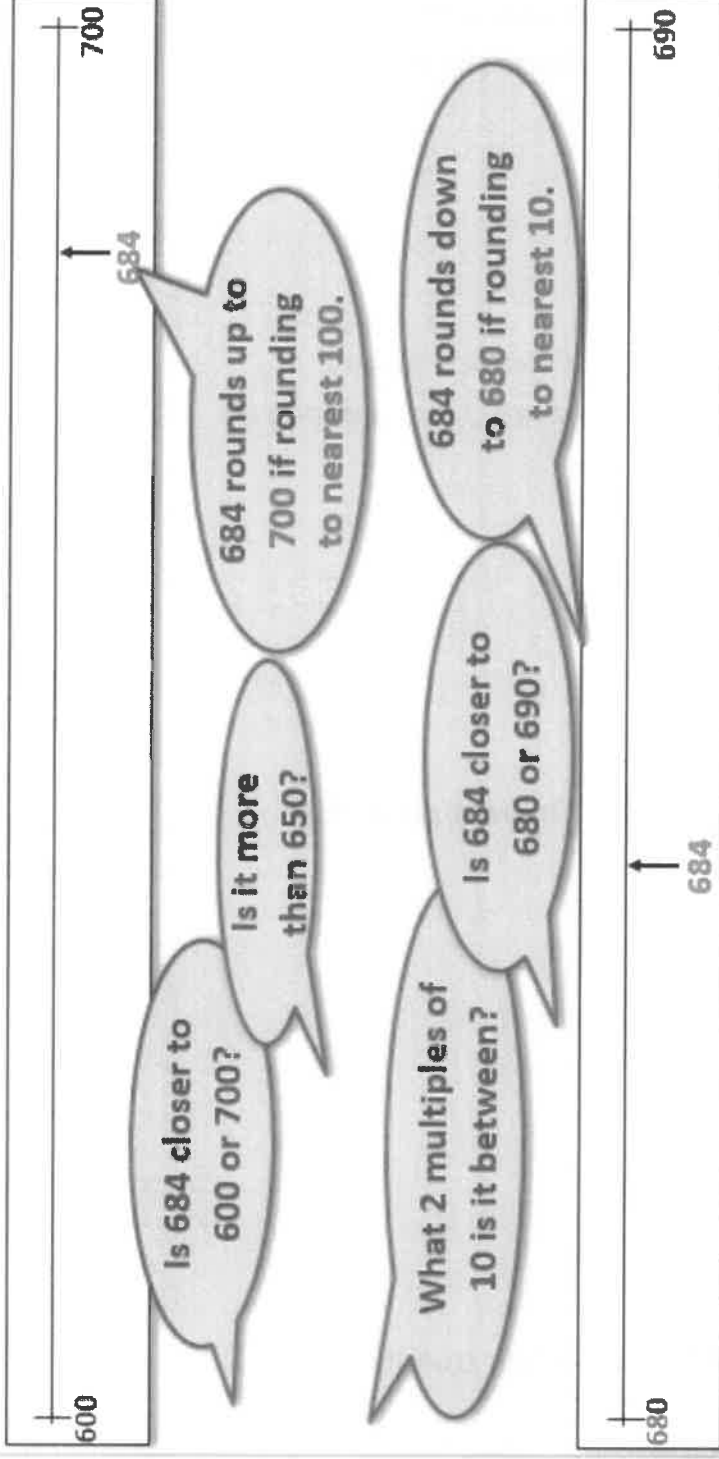 600
700
684
Is 684 closer to
600 or 700?
Is it more
than 650?
684 rounds up to
700 if rounding
to nearest 100.
What 2 multiples of
10 is it between?
Is 684 closer to
680 or 690?
684 rounds down
to 680 if rounding
to nearest 10.
680
690
684